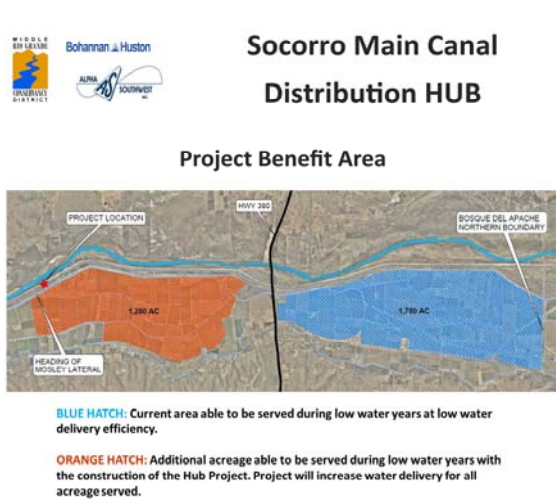 MIDDLE
RIO GRANDE
CONSERVANCY
DISTRICT
Bohannan Huston
ALPHA
AS
SOUTHWEST
INC.
Socorro Main Canal
Distribution HUB
Project Benefit Area
PROJECT LOCATION
HWY 380
BOSQUE DEL APACHE
NORTHERN BOUNDARY
1,280 AC
1,780 AC
HEADING OF
MOSLEY LATERAL
BLUE HATCH: Current area able to be served during low water years at low water
delivery efficiency.
ORANGE HATCH: Additional acreage able to be served during low water years with
the construction of the Hub Project. Project will increase water delivery for all
acreage served.